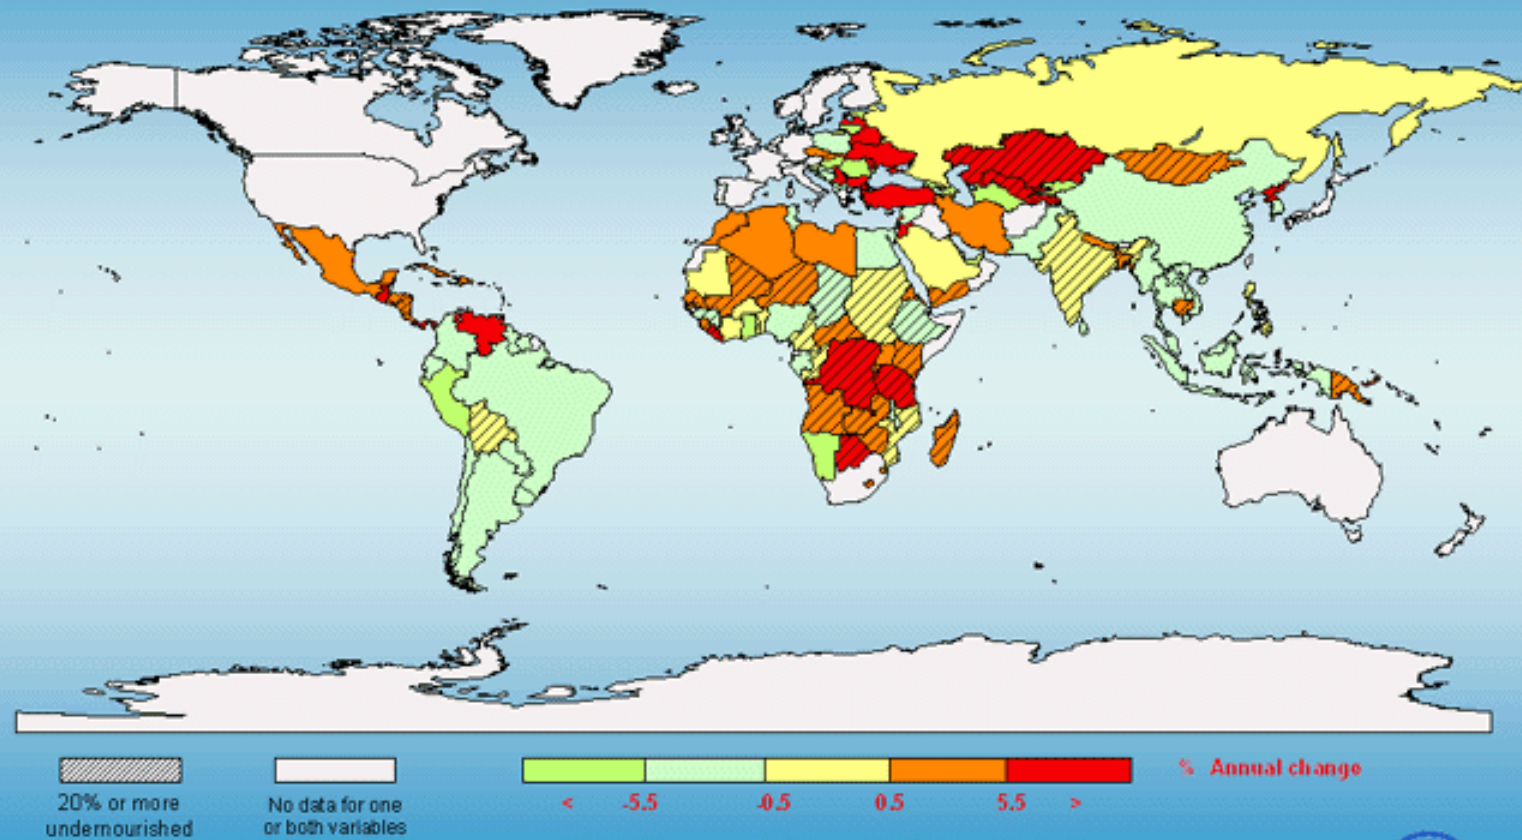 20% or more
undernourished
No data for one
or both variables
< -5.5 -0.5 0.5 5.5 >
% Annual change